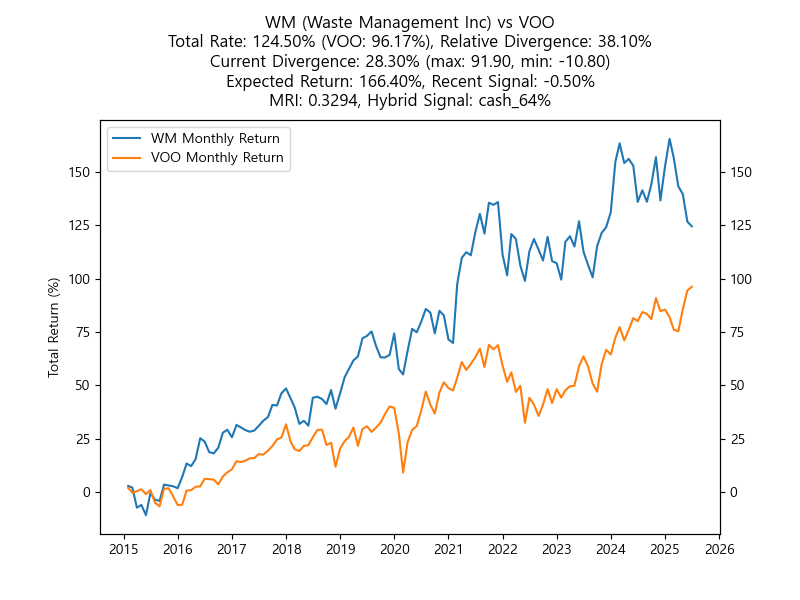 WM (Waste Management Inc) vs VOO
Total Rate: 124.50% (VOO: 96.17%), Relative Divergence: 38.10%
Current Divergence: 28.30% (max: 91.90, min: -10.80)
Expected Return: 166.40%, Recent Signal: -0.50%
MRI: 0.3294, Hybrid Signal: cash_64%
WM Monthly Return
VOO Monthly Return
Total Return (%)
150
125
100
75
50
25
0
150
125
100
75
50
25
0
2015 2016 2017 2018 2019 2020 2021 2022 2023 2024 2025 2026